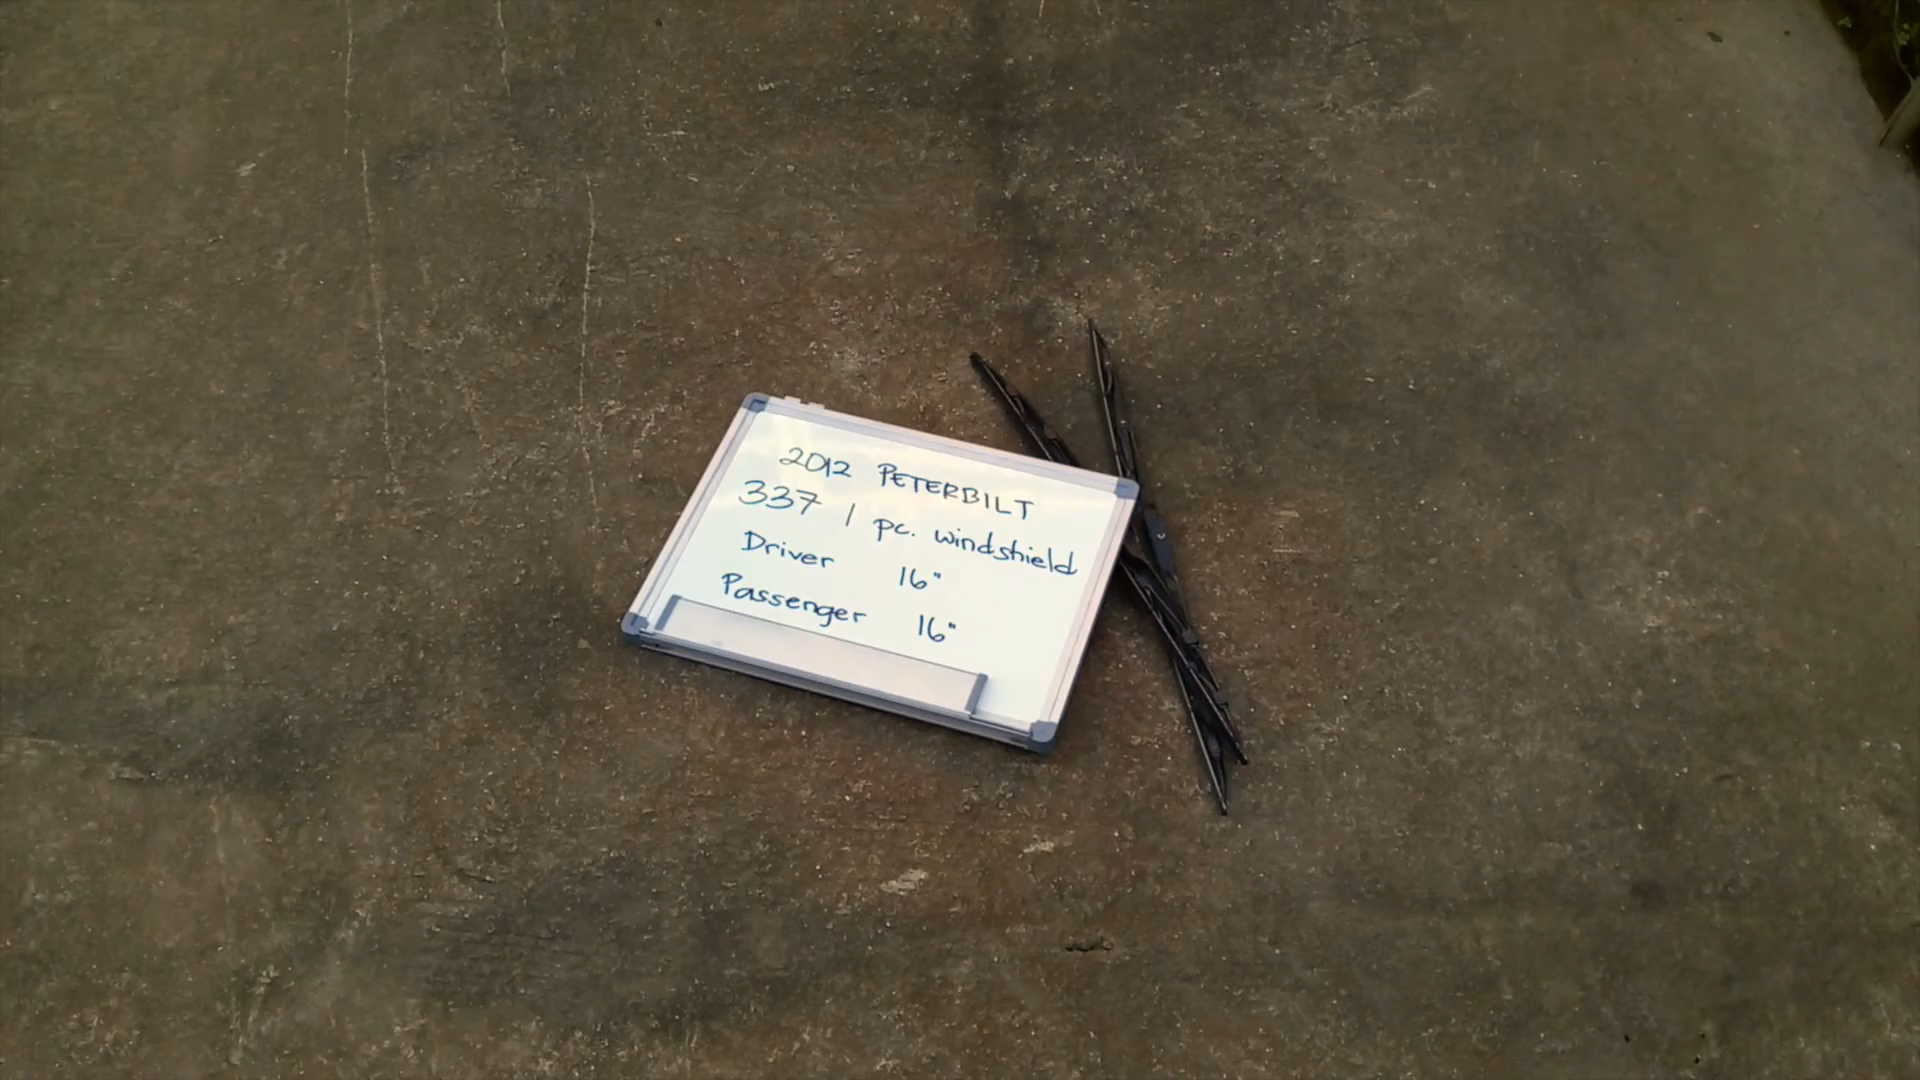 2012 PETERBILT
337 1 pc. windshield
Driver 16"
Passenger 16"